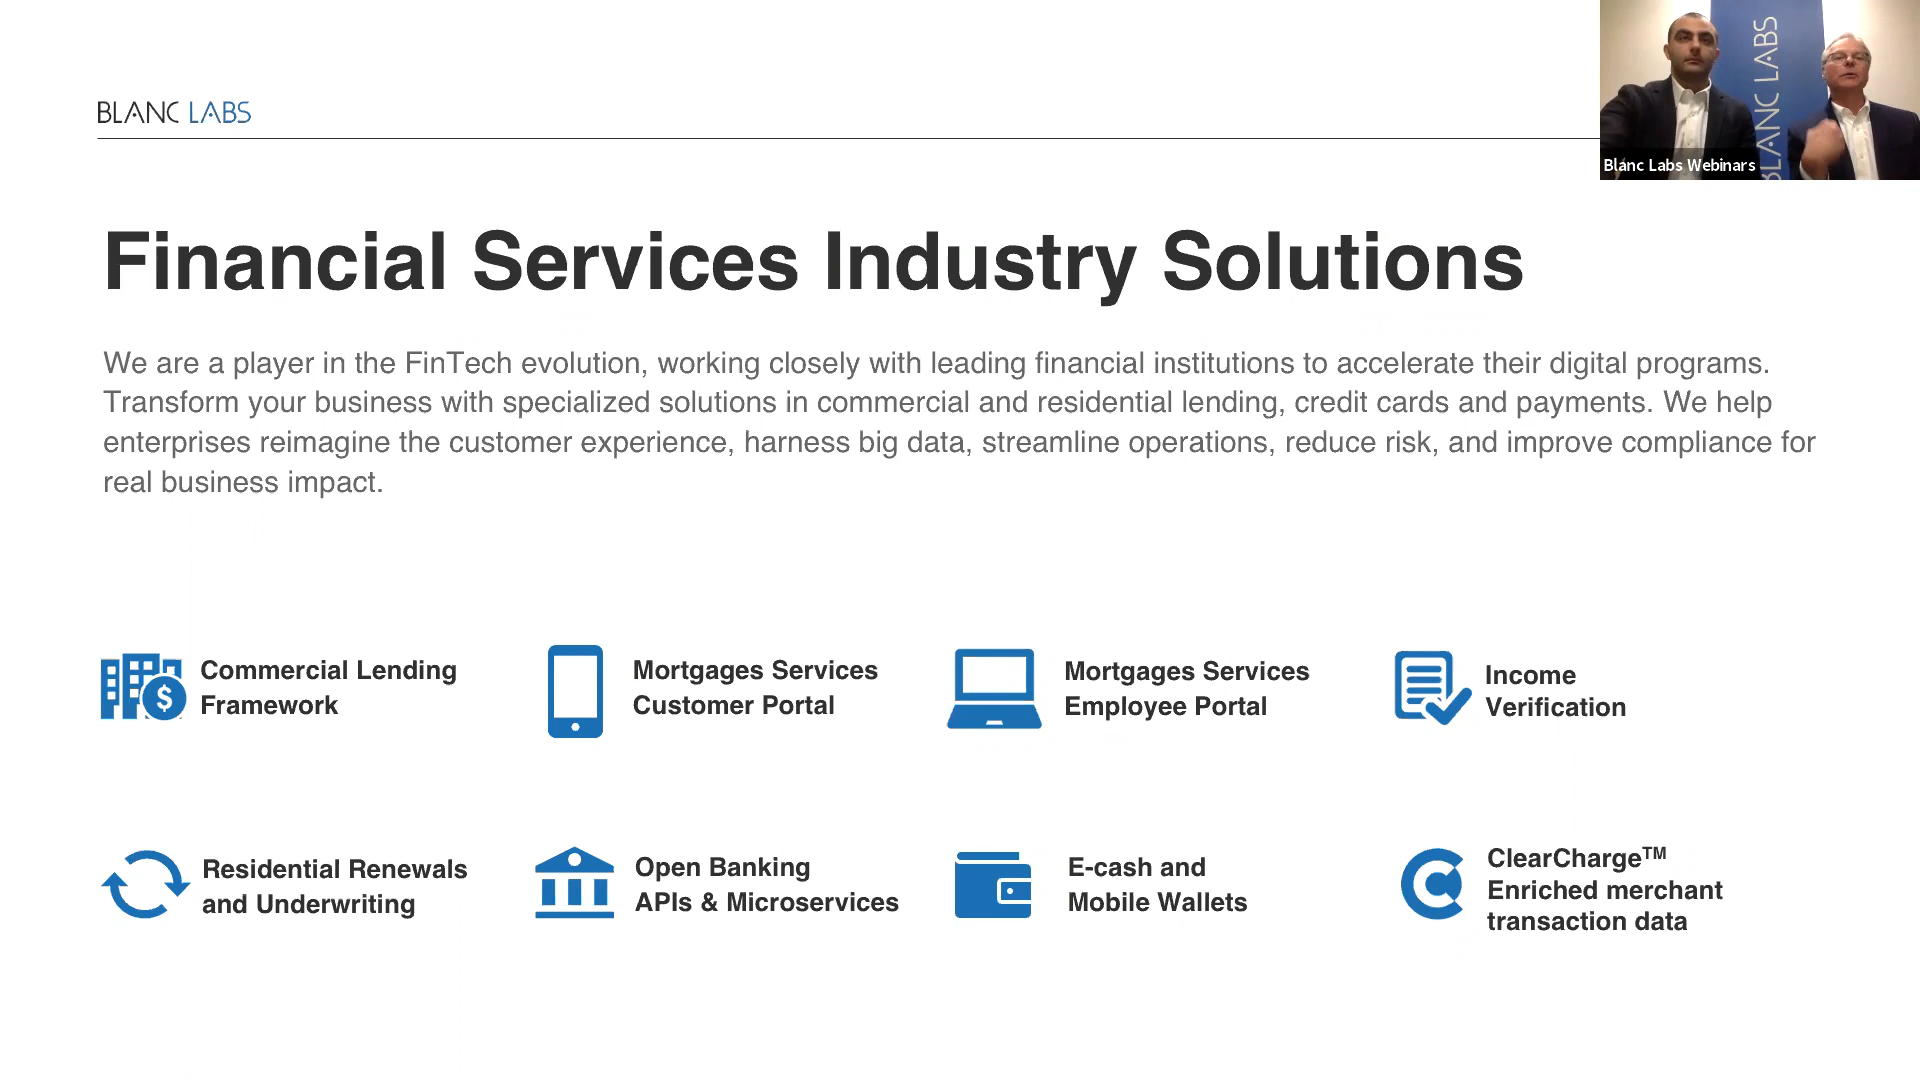 BLANC LABS
BLANC LABS
Blanc Labs Webinars
Financial Services Industry Solutions
We are a player in the FinTech evolution, working closely with leading financial institutions to accelerate their digital programs.
Transform your business with specialized solutions in commercial and residential lending, credit cards and payments. We help
enterprises reimagine the customer experience, harness big data, streamline operations, reduce risk, and improve compliance for
real business impact.
Commercial Lending
Framework
Mortgages Services
Customer Portal
Mortgages Services
Employee Portal
Income
Verification
Residential Renewals
and Underwriting
Open Banking
APIs & Microservices
E-cash and
Mobile Wallets
ClearCharge™
Enriched merchant
transaction data